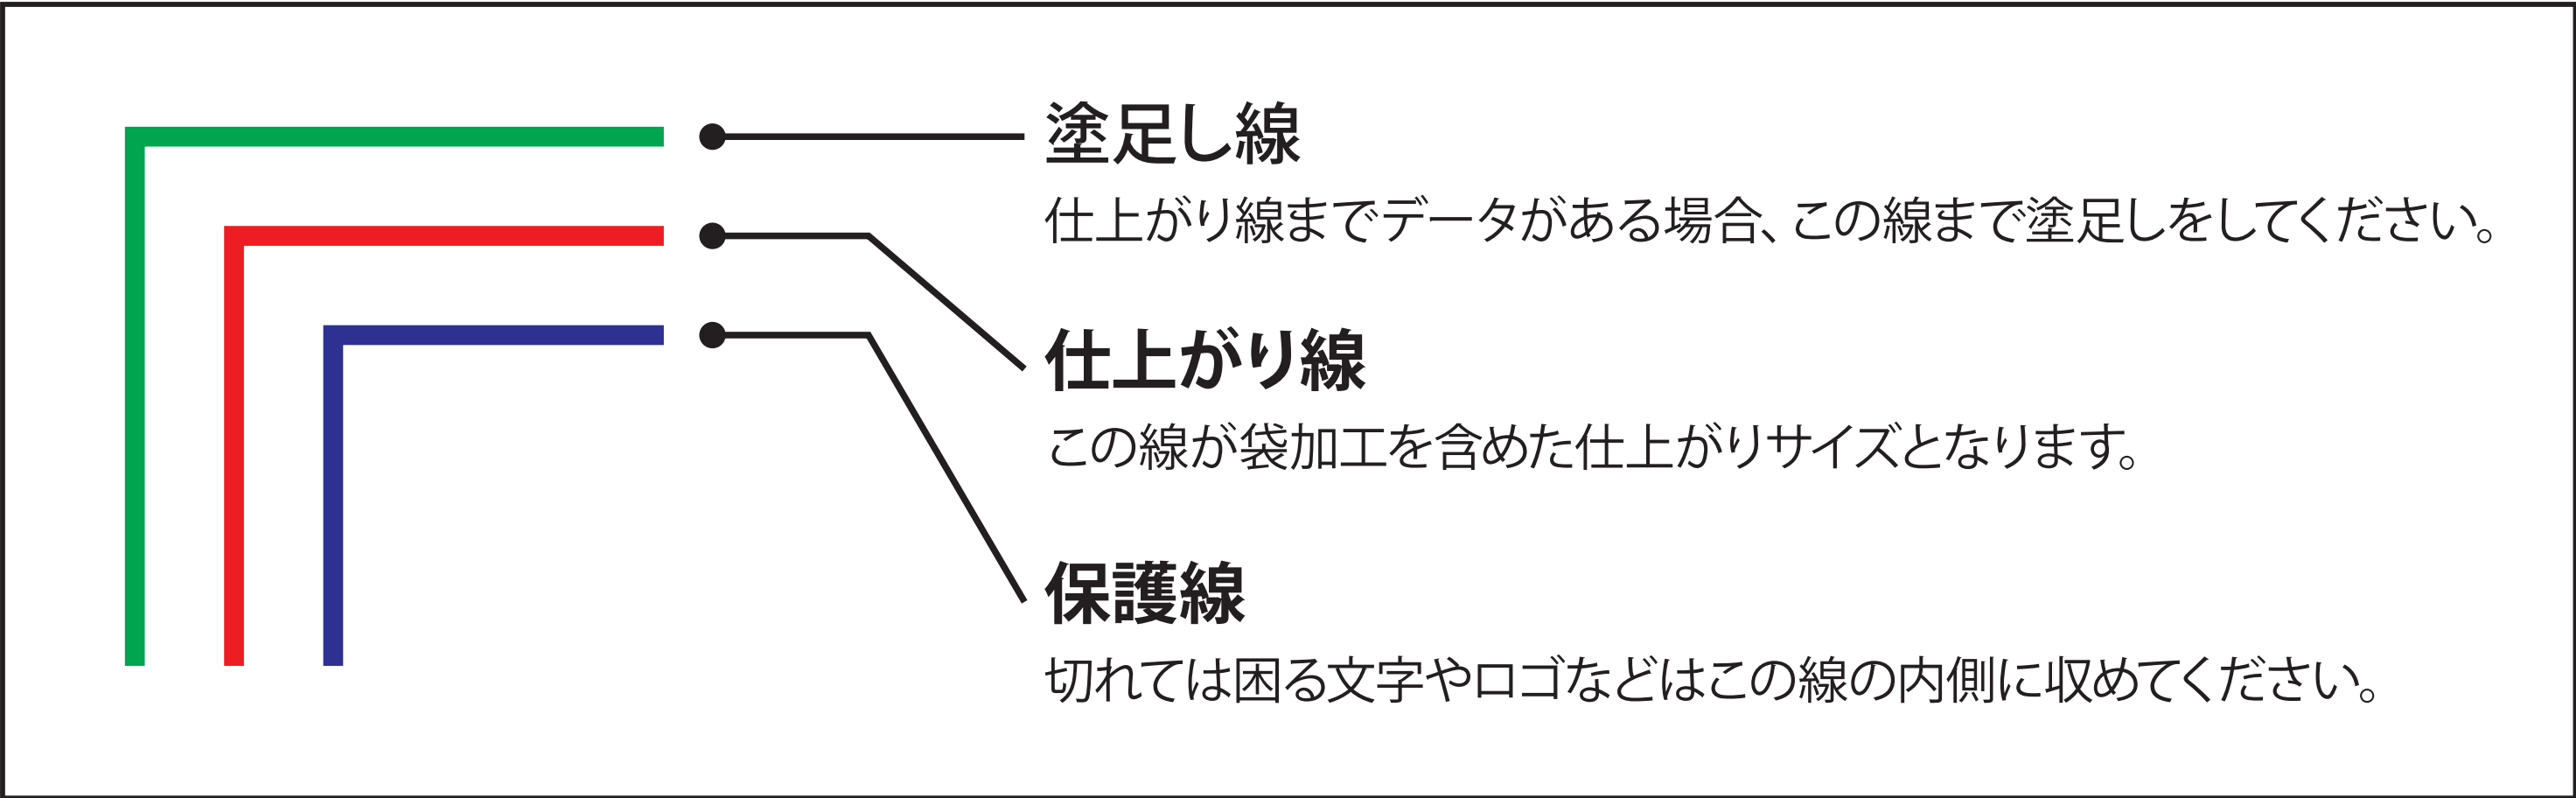 塗足し線
仕上がり線までデータがある場合、この線まで塗足しをしてください。
仕上がり線
この線が袋加工を含めた仕上がりサイズとなります。
保護線
切れては困る文字やロゴなどはこの線の内側に収めてください。